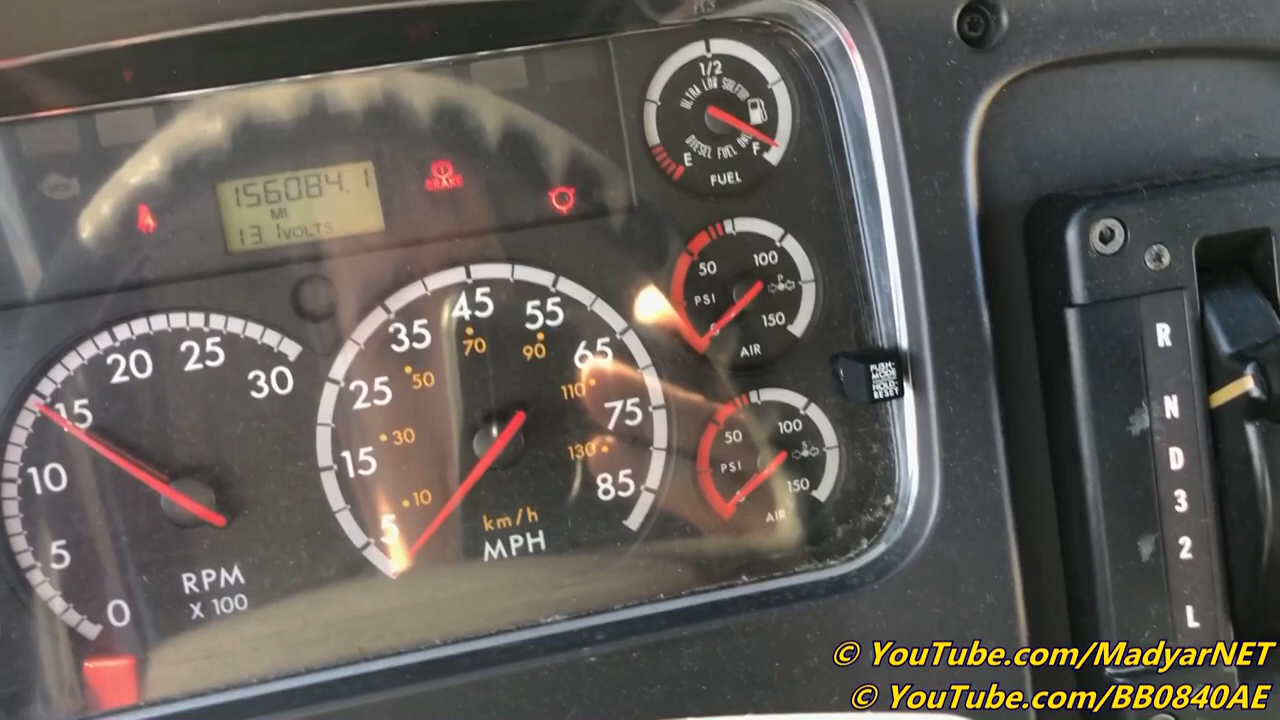 156084.1
MI
13.1 VOLTS
BRAKE
1/2
ULTRA LOW SULFUR
DIESEL FUEL ONLY
E
F
FUEL
50
100
PSI
0
150
AIR
PUSH-
MODE
HOLD-
RESET
50
100
PSI
150
AIR
0
5
10
15
20
25
30
RPM
X 100
5
15
25
35
45
55
65
75
85
10
30
50
70
90
110
130
km/h
MPH
R
N
D
3
2
L
© YouTube.com/MadyarNET
© YouTube.com/BB0840AE